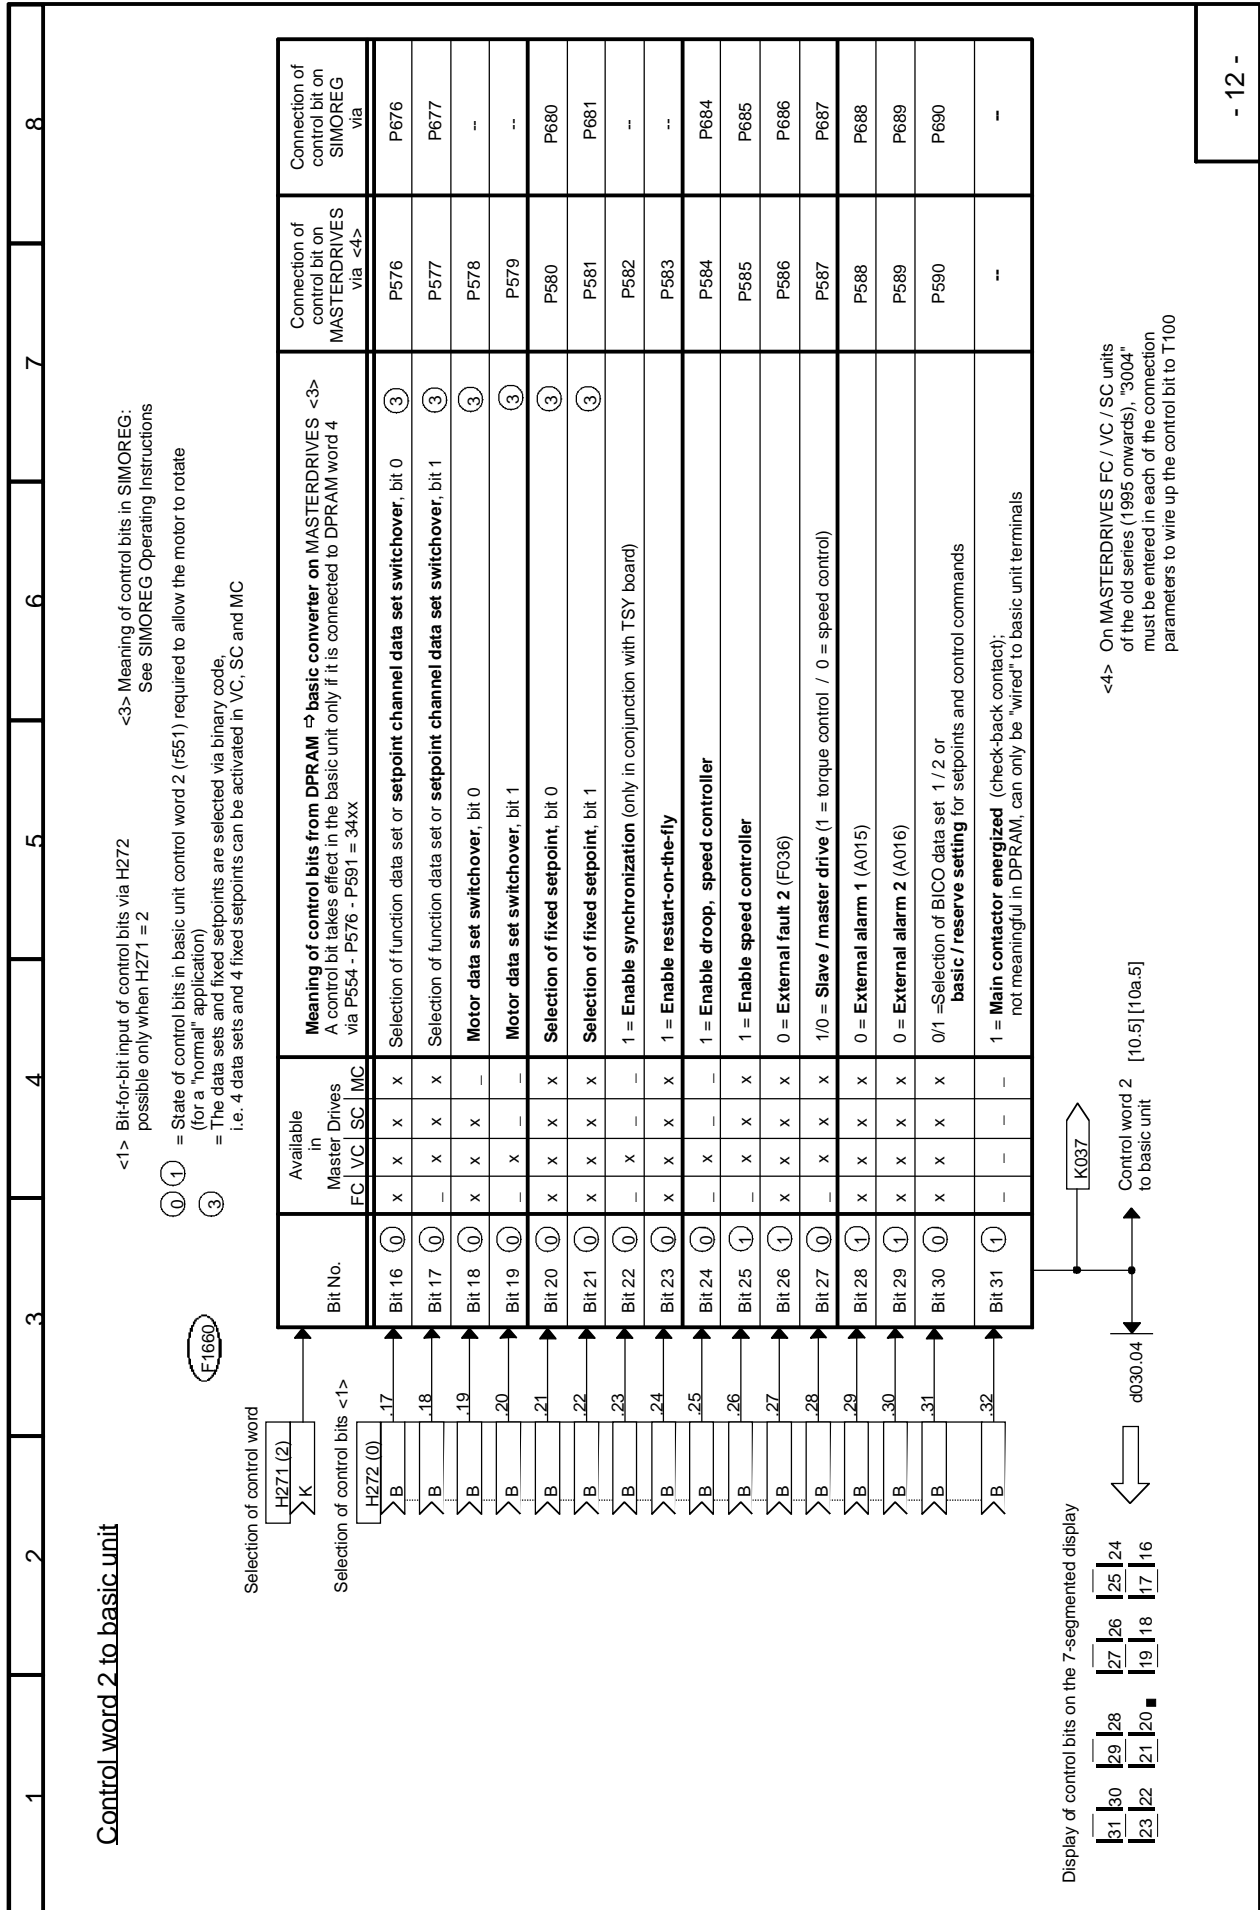 1 2 3 4 5 6 7 8
Control word 2 to basic unit
<1> Bit-for-bit input of control bits via H272
possible only when H271 = 2
<3> Meaning of control bits in SIMOREG:
See SIMOREG Operating Instructions
0 1 = State of control bits in basic unit control word 2 (r551) required to allow the motor to rotate
(for a "normal" application)
3 = The data sets and fixed setpoints are selected via binary code,
i.e. 4 data sets and 4 fixed setpoints can be activated in VC, SC and MC
F1660
Selection of control word
H271 (2)
K
Selection of control bits <1>
H272 (0)
Bit No.
Available
in
Master Drives
FC VC SC MC
Meaning of control bits from DPRAM ⇨ basic converter on MASTERDRIVES <3>
A control bit takes effect in the basic unit only if it is connected to DPRAM word 4
via P554 - P576 - P591 = 34xx
Connection of
control bit on
MASTERDRIVES
via <4>
Connection of
control bit on
SIMOREG
via
B .17 Bit 16 0 x x x x Selection of function data set or setpoint channel data set switchover, bit 0 3 P576 P676
B .18 Bit 17 0 – x x x Selection of function data set or setpoint channel data set switchover, bit 1 3 P577 P677
B .19 Bit 18 0 x x x – Motor data set switchover, bit 0 3 P578 --
B .20 Bit 19 0 – x – – Motor data set switchover, bit 1 3 P579 --
B .21 Bit 20 0 x x x x Selection of fixed setpoint, bit 0 3 P580 P680
B .22 Bit 21 0 x x x x Selection of fixed setpoint, bit 1 3 P581 P681
B .23 Bit 22 0 – x – – 1 = Enable synchronization (only in conjunction with TSY board) P582 --
B .24 Bit 23 0 x x x x 1 = Enable restart-on-the-fly P583 --
B .25 Bit 24 0 – x – – 1 = Enable droop, speed controller P584 P684
B .26 Bit 25 1 – x x x 1 = Enable speed controller P585 P685
B .27 Bit 26 1 x x x x 0 = External fault 2 (F036) P586 P686
B .28 Bit 27 0 – x x x 1/0 = Slave / master drive (1 = torque control / 0 = speed control) P587 P687
B .29 Bit 28 1 x x x x 0 = External alarm 1 (A015) P588 P688
B .30 Bit 29 1 x x x x 0 = External alarm 2 (A016) P589 P689
B .31 Bit 30 0 x x x x 0/1 =Selection of BICO data set 1 / 2 or P590 P690
basic / reserve setting for setpoints and control commands
B .32 Bit 31 1 – – – – 1 = Main contactor energized (check-back contact); -- --
not meaningful in DPRAM, can only be "wired" to basic unit terminals
K037
Control word 2
to basic unit
[10.5] [10a.5]
d030.04
Display of control bits on the 7-segmented display
31 30 29 28 27 26 25 24
23 22 21 20 19 18 17 16
<4> On MASTERDRIVES FC / VC / SC units
of the old series (1995 onwards), "3004"
must be entered in each of the connection
parameters to wire up the control bit to T100
- 12 -